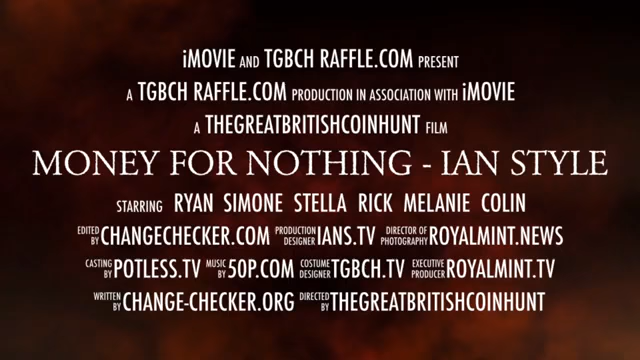 iMOVIE AND TGBCH RAFFLE.COM PRESENT
A TGBCH RAFFLE.COM PRODUCTION IN ASSOCIATION WITH iMOVIE
A THEGREATBRITISHCOINHUNT FILM
MONEY FOR NOTHING - IAN STYLE
STARRING RYAN SIMONE STELLA RICK MELANIE COLIN
EDITED BY CHANGECHECKER.COM PRODUCTION DESIGNER IANS.TV DIRECTOR OF PHOTOGRAPHY ROYALMINT.NEWS
CASTING BY POTLESS.TV MUSIC BY 50P.COM COSTUME DESIGNER TGBCH.TV EXECUTIVE PRODUCER ROYALMINT.TV
WRITTEN BY CHANGE-CHECKER.ORG DIRECTED BY THEGREATBRITISHCOINHUNT